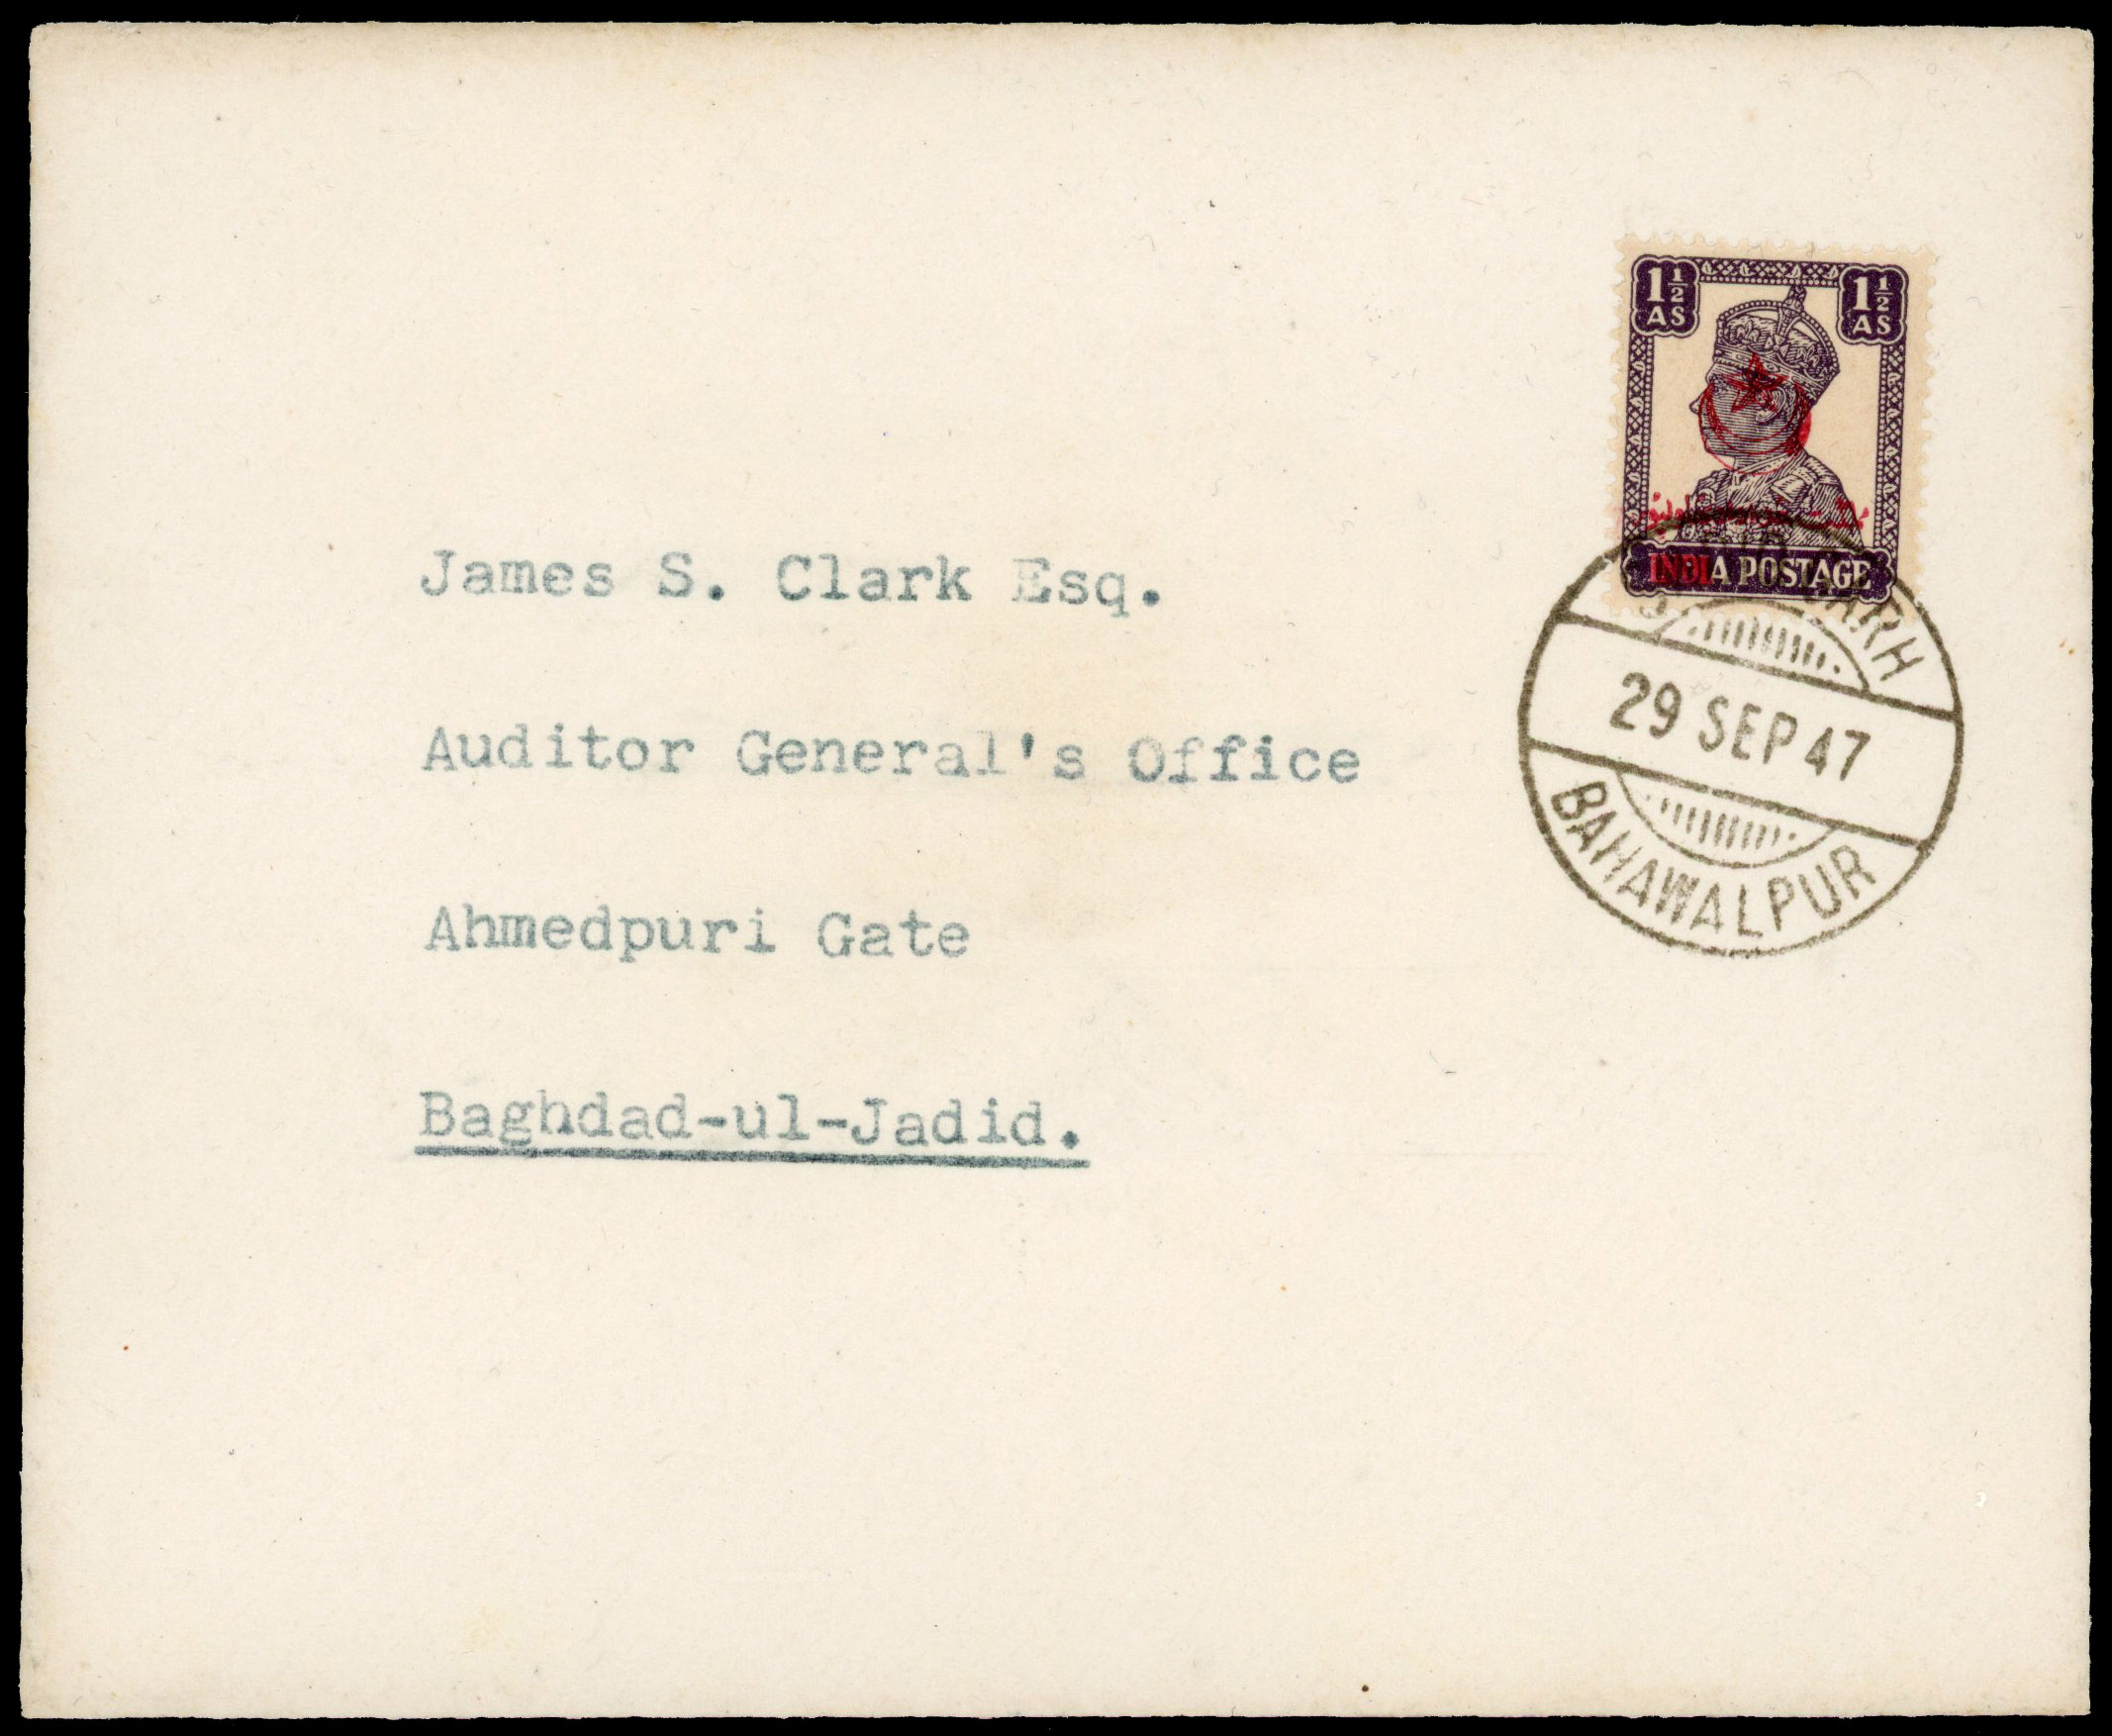 1½ AS
1½ AS
INDIA POSTAGE
29 SEP 47
BAHAWALPUR
James S. Clark Esq.
Auditor General's Office
Ahmedpuri Gate
Baghdad-ul-Jadid.